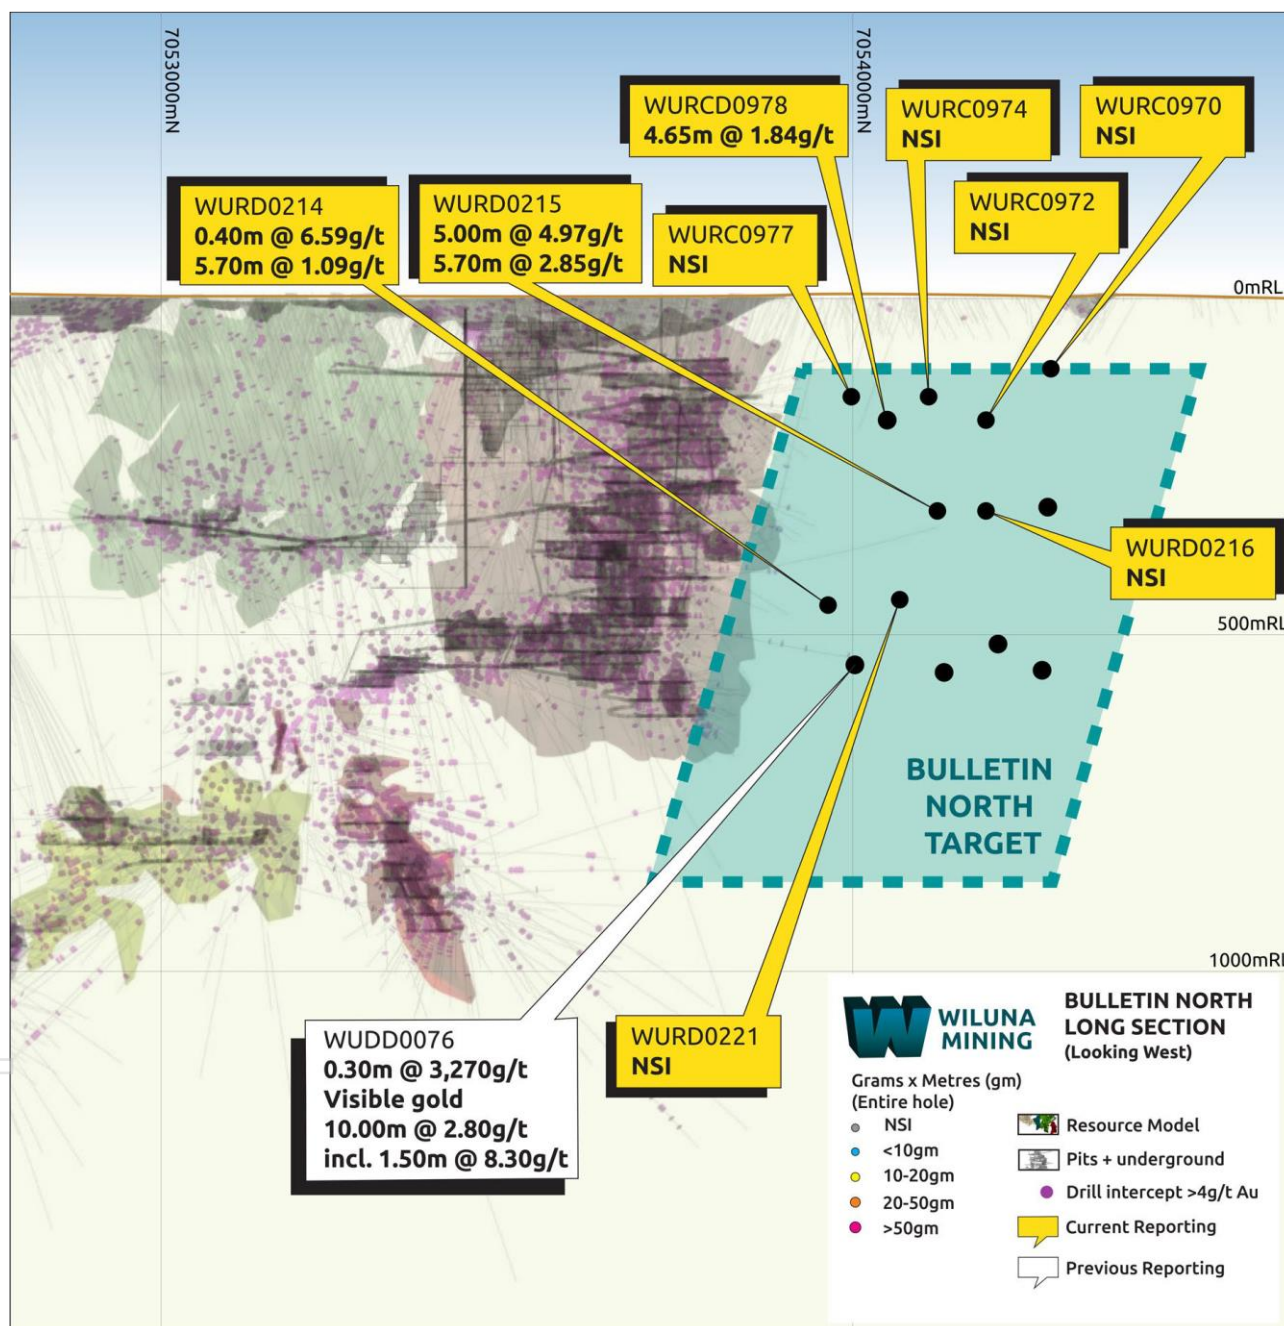 7053000mN
7054000mN
WURCD0978
4.65m @ 1.84g/t
WURC0974
NSI
WURC0970
NSI
WURD0214
0.40m @ 6.59g/t
5.70m @ 1.09g/t
WURD0215
5.00m @ 4.97g/t
5.70m @ 2.85g/t
WURC0977
NSI
WURC0972
NSI
0mRL
WURD0216
NSI
500mRL
BULLETIN
NORTH
TARGET
1000mRL
WUDD0076
0.30m @ 3,270g/t
Visible gold
10.00m @ 2.80g/t
incl. 1.50m @ 8.30g/t
WURD0221
NSI
WILUNA
MINING
BULLETIN NORTH
LONG SECTION
(Looking West)
Grams x Metres (gm)
(Entire hole)
NSI
<10gm
10-20gm
20-50gm
>50gm
Resource Model
Pits + underground
Drill intercept >4g/t Au
Current Reporting
Previous Reporting